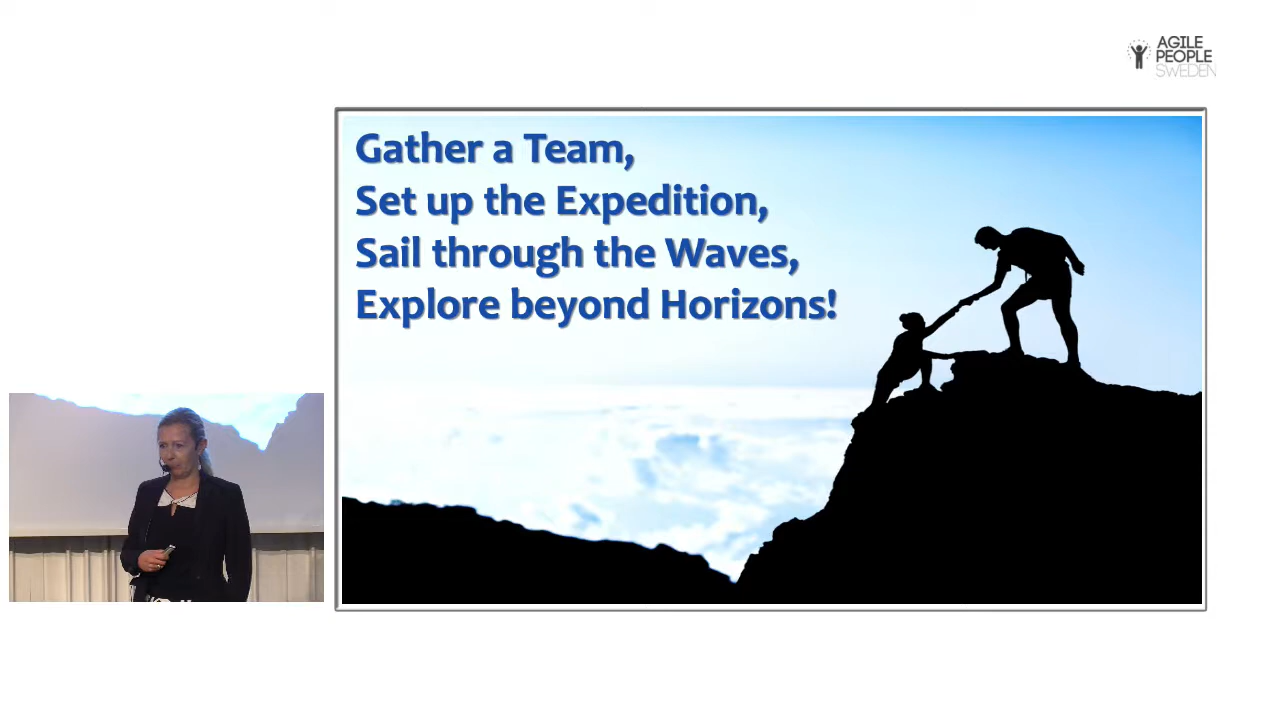 AGILE
PEOPLE
SWEDEN
Gather a Team,
Set up the Expedition,
Sail through the Waves,
Explore beyond Horizons!